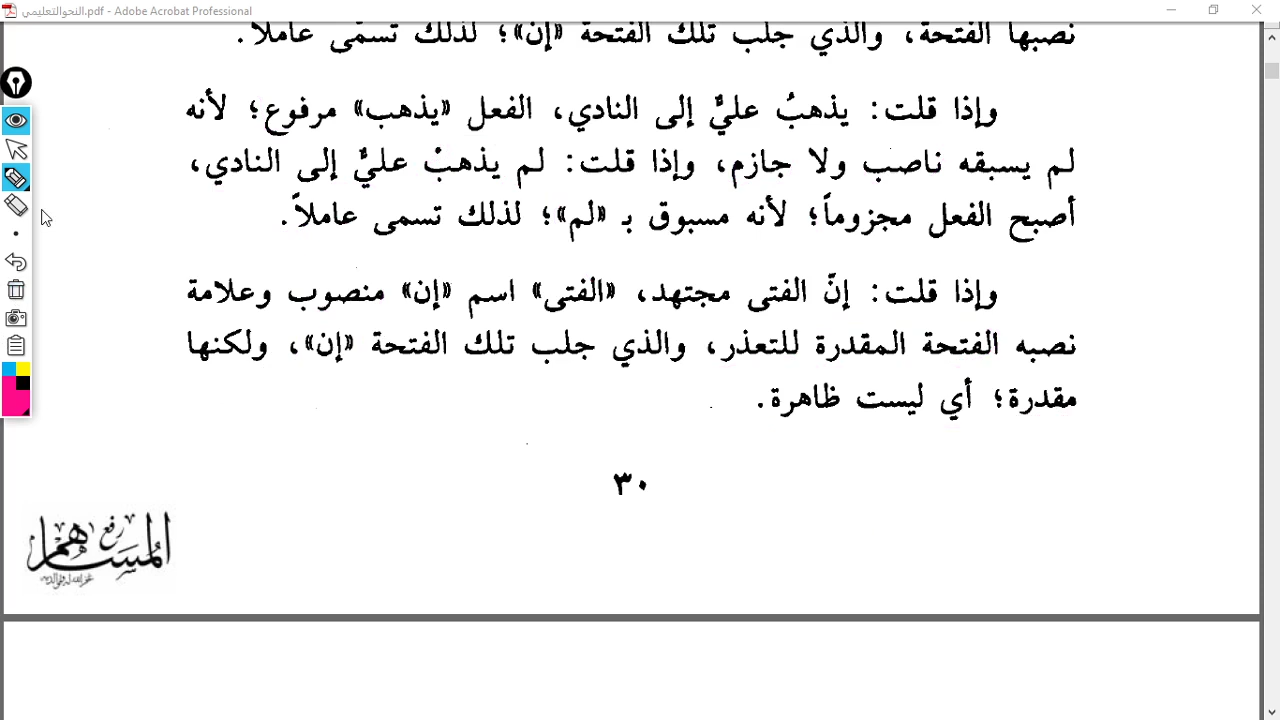 النحوالتعليمي.pdf - Adobe Acrobat Professional
نصبها الفتحة، والذي جلب تلك الفتحة «إن»؛ لذلك تسمى عاملاً.
وإذا قلت: يذهبُ عليٌّ إلى النادي، الفعل «يذهب» مرفوع؛ لأنه
لم يسبقه ناصب ولا جازم، وإذا قلت: لم يذهبْ عليٌّ إلى النادي،
أصبح الفعل مجزوماً؛ لأنه مسبوق بـ «لم»؛ لذلك تسمى عاملاً.
وإذا قلت: إنّ الفتى مجتهد، «الفتى» اسم «إن» منصوب وعلامة
نصبه الفتحة المقدرة للتعذر، والذي جلب تلك الفتحة «إن»، ولكنها
مقدرة؛ أي ليست ظاهرة.
٣٠
رفع
المساهم